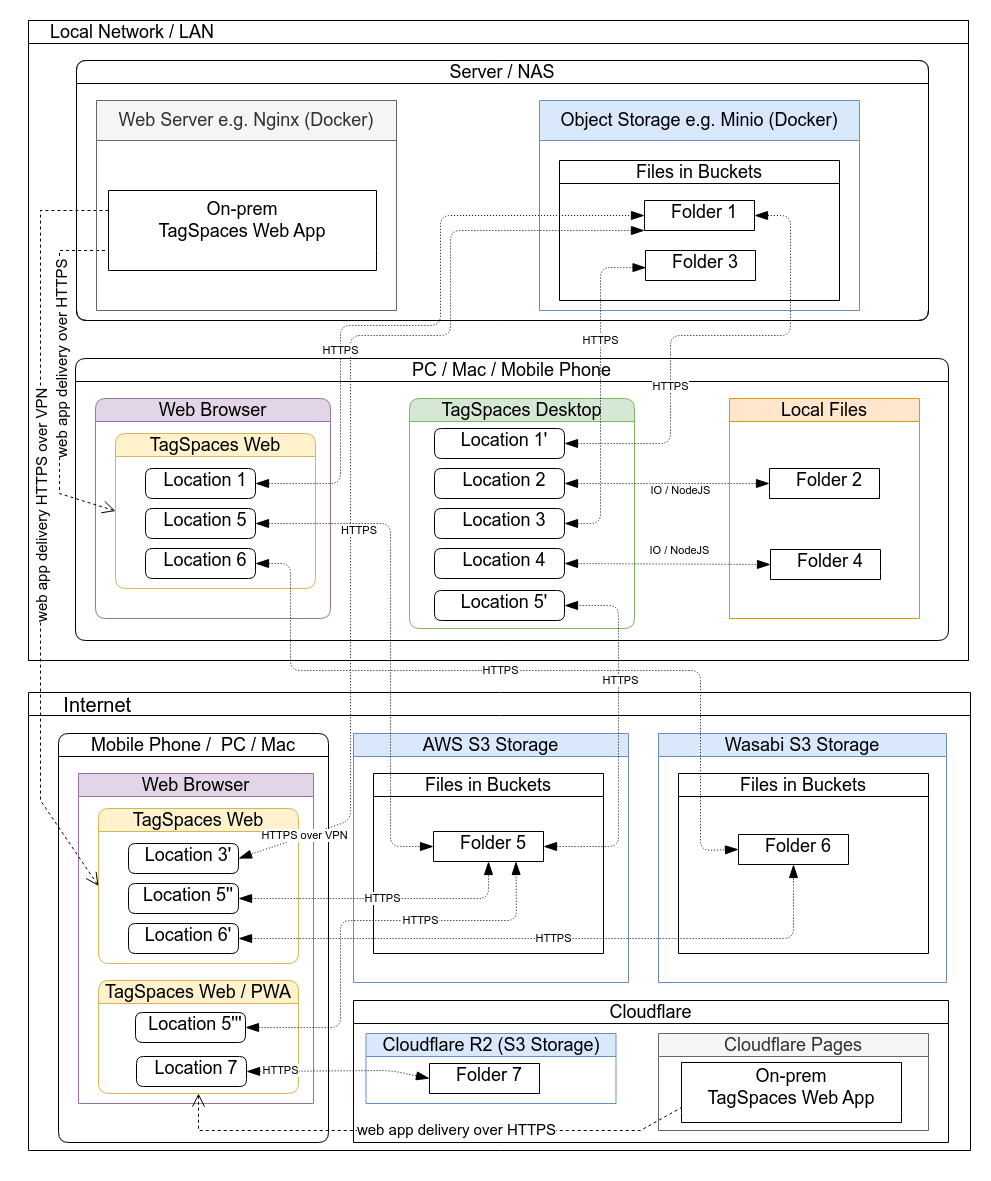 Local Network / LAN
Server / NAS
Web Server e.g. Nginx (Docker)
On-prem
TagSpaces Web App
Object Storage e.g. Minio (Docker)
Files in Buckets
Folder 1
Folder 3
web app delivery HTTPS over VPN
web app delivery over HTTPS
HTTPS
HTTPS
HTTPS
PC / Mac / Mobile Phone
Web Browser
TagSpaces Web
Location 1
Location 5
Location 6
HTTPS
TagSpaces Desktop
Location 1'
Location 2
Location 3
Location 4
Location 5'
IO / NodeJS
IO / NodeJS
Local Files
Folder 2
Folder 4
HTTPS
HTTPS
Internet
Mobile Phone /  PC / Mac
Web Browser
TagSpaces Web
HTTPS over VPN
Location 3'
Location 5''
Location 6'
TagSpaces Web / PWA
Location 5'''
Location 7
AWS S3 Storage
Files in Buckets
Folder 5
HTTPS
HTTPS
HTTPS
Wasabi S3 Storage
Files in Buckets
Folder 6
Cloudflare
Cloudflare R2 (S3 Storage)
Folder 7
HTTPS
Cloudflare Pages
On-prem
TagSpaces Web App
web app delivery over HTTPS